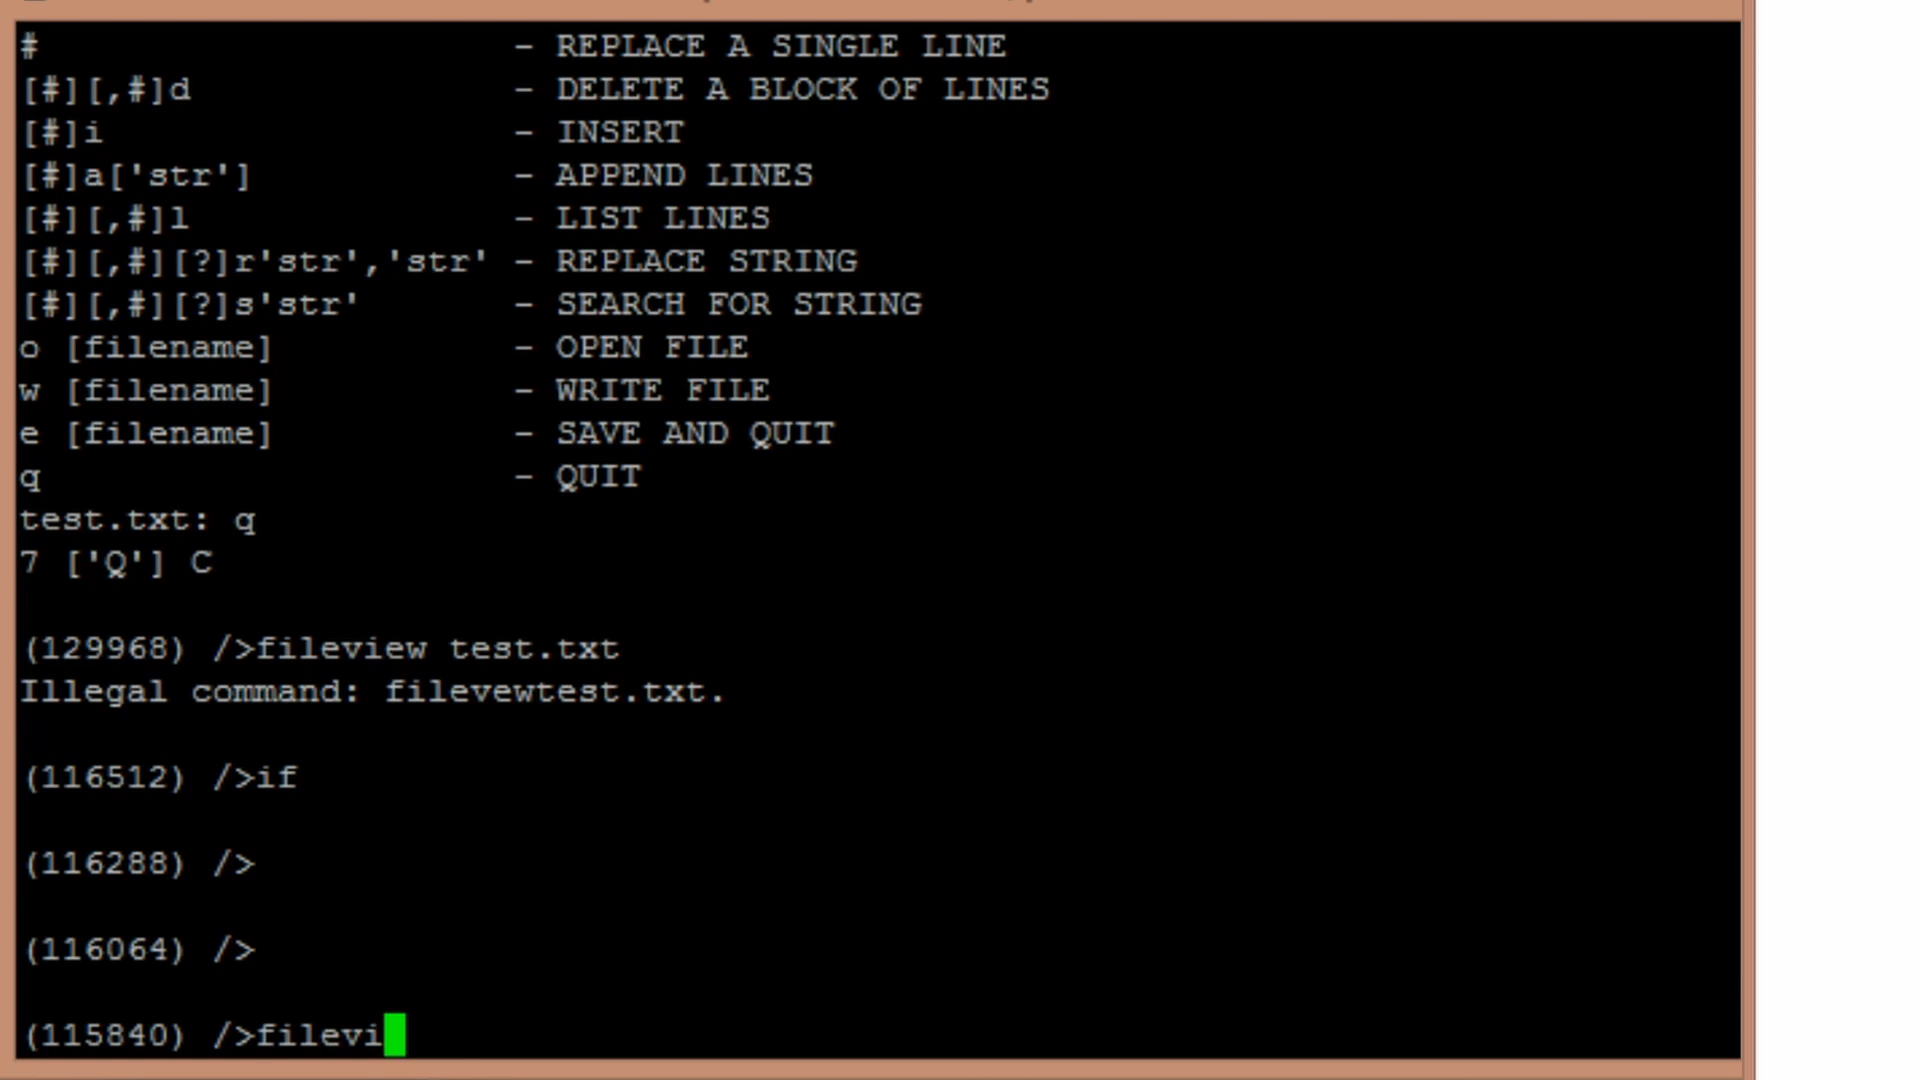 # - REPLACE A SINGLE LINE
[#][,#]d - DELETE A BLOCK OF LINES
[#]i - INSERT
[#]a['str'] - APPEND LINES
[#][,#]l - LIST LINES
[#][,#][?]r'str','str' - REPLACE STRING
[#][,#][?]s'str' - SEARCH FOR STRING
o [filename] - OPEN FILE
w [filename] - WRITE FILE
e [filename] - SAVE AND QUIT
q - QUIT
test.txt: q
7 ['Q'] C
(129968) />fileview test.txt
Illegal command: filevewtest.txt.
(116512) />if
(116288) />
(116064) />
(115840) />filevi